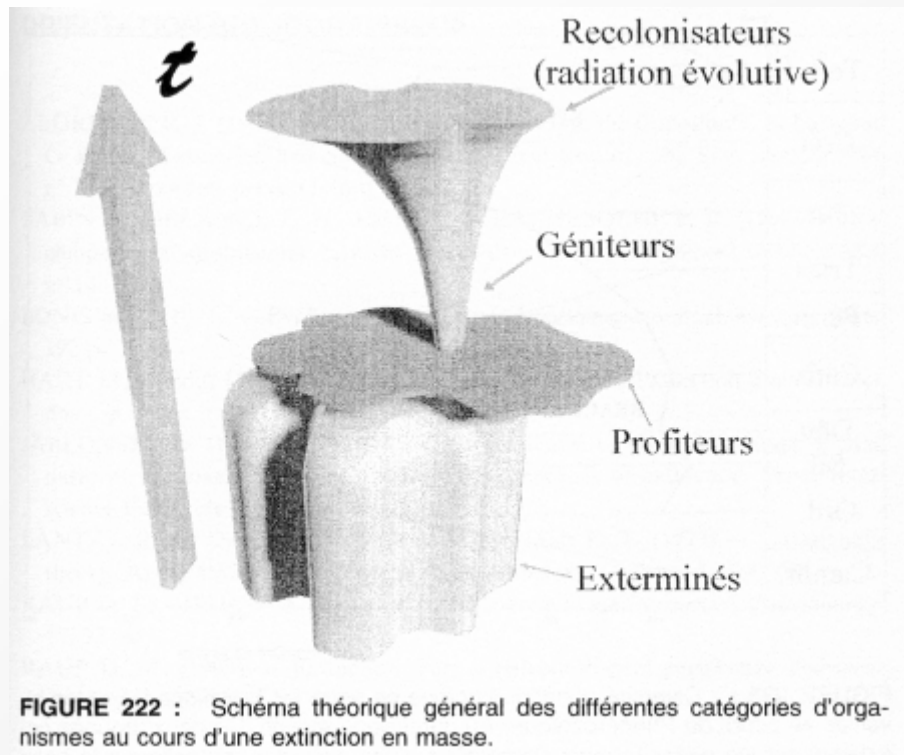 t
Recolonisateurs
(radiation évolutive)
Géniteurs
Profiteurs
Exterminés
FIGURE 222 : Schéma théorique général des différentes catégories d'orga-
nismes au cours d'une extinction en masse.